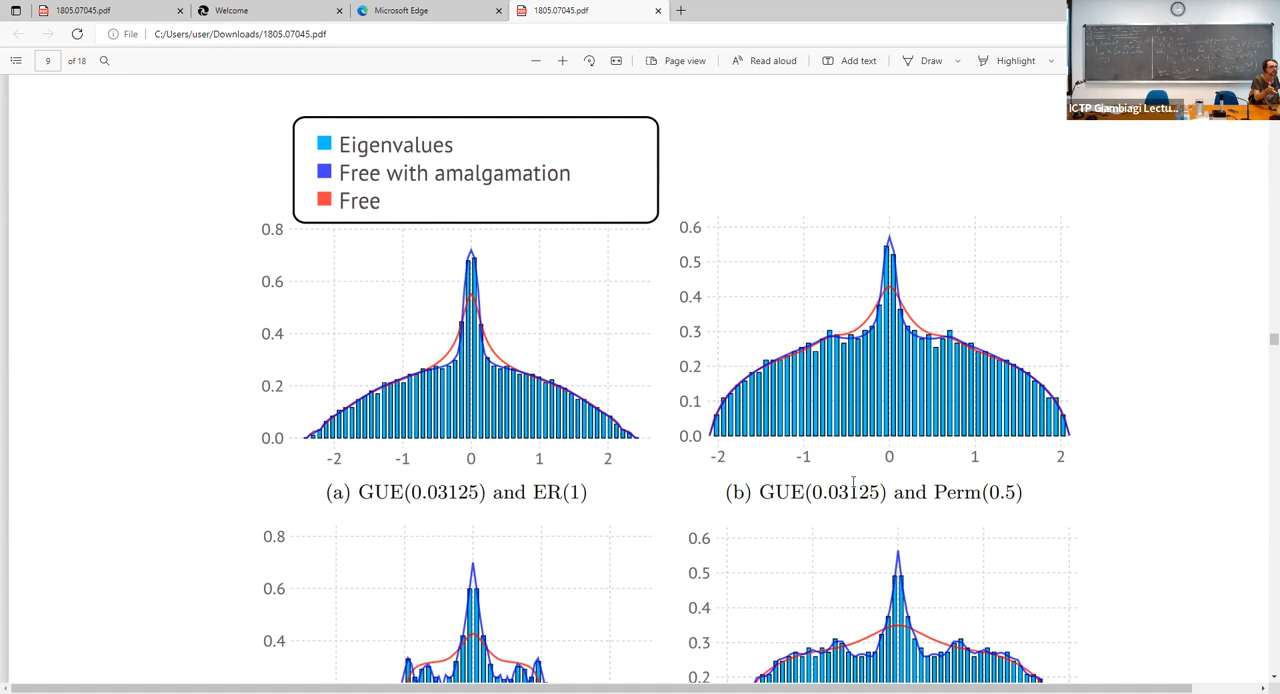 1805.07045.pdf
Welcome
Microsoft Edge
1805.07045.pdf
File C:/Users/user/Downloads/1805.07045.pdf
9 of 18
Page view
Read aloud
Add text
Draw
Highlight
ICTP Giambiagi Lectu...
Eigenvalues
Free with amalgamation
Free
0.8
0.6
0.4
0.2
0.0
-2 -1 0 1 2
(a) GUE(0.03125) and ER(1)
0.6
0.5
0.4
0.3
0.2
0.1
0.0
-2 -1 0 1 2
(b) GUE(0.03125) and Perm(0.5)
0.8
0.6
0.4
0.6
0.5
0.4
0.3
0.2